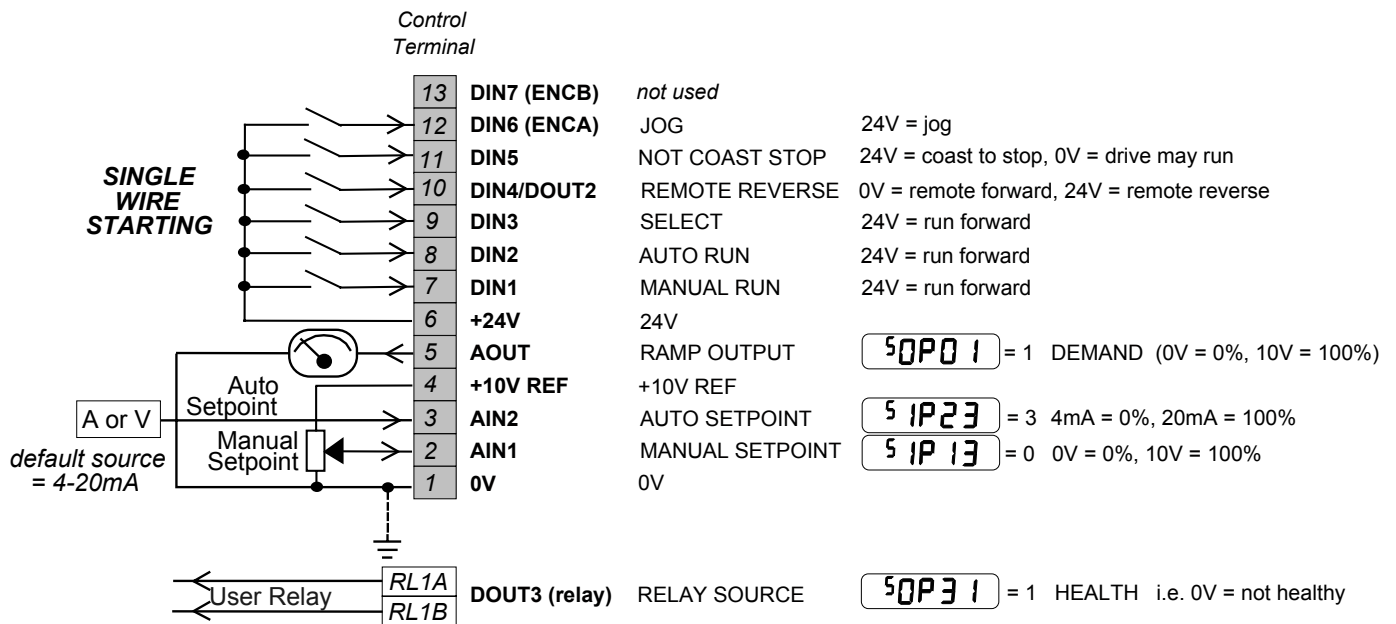 Control
Terminal
13 DIN7 (ENCB) not used
12 DIN6 (ENCA) JOG 24V = jog
11 DIN5 NOT COAST STOP 24V = coast to stop, 0V = drive may run
SINGLE
WIRE
STARTING
10 DIN4/DOUT2 REMOTE REVERSE 0V = remote forward, 24V = remote reverse
9 DIN3 SELECT 24V = run forward
8 DIN2 AUTO RUN 24V = run forward
7 DIN1 MANUAL RUN 24V = run forward
6 +24V 24V
5 AOUT RAMP OUTPUT SOP01 = 1 DEMAND (0V = 0%, 10V = 100%)
4 +10V REF +10V REF
Auto
Setpoint
A or V
3 AIN2 AUTO SETPOINT SIP23 = 3 4mA = 0%, 20mA = 100%
Manual
Setpoint
2 AIN1 MANUAL SETPOINT SIP13 = 0 0V = 0%, 10V = 100%
default source
= 4-20mA
1 0V 0V
RL1A
User Relay
RL1B
DOUT3 (relay) RELAY SOURCE SOP31 = 1 HEALTH i.e. 0V = not healthy